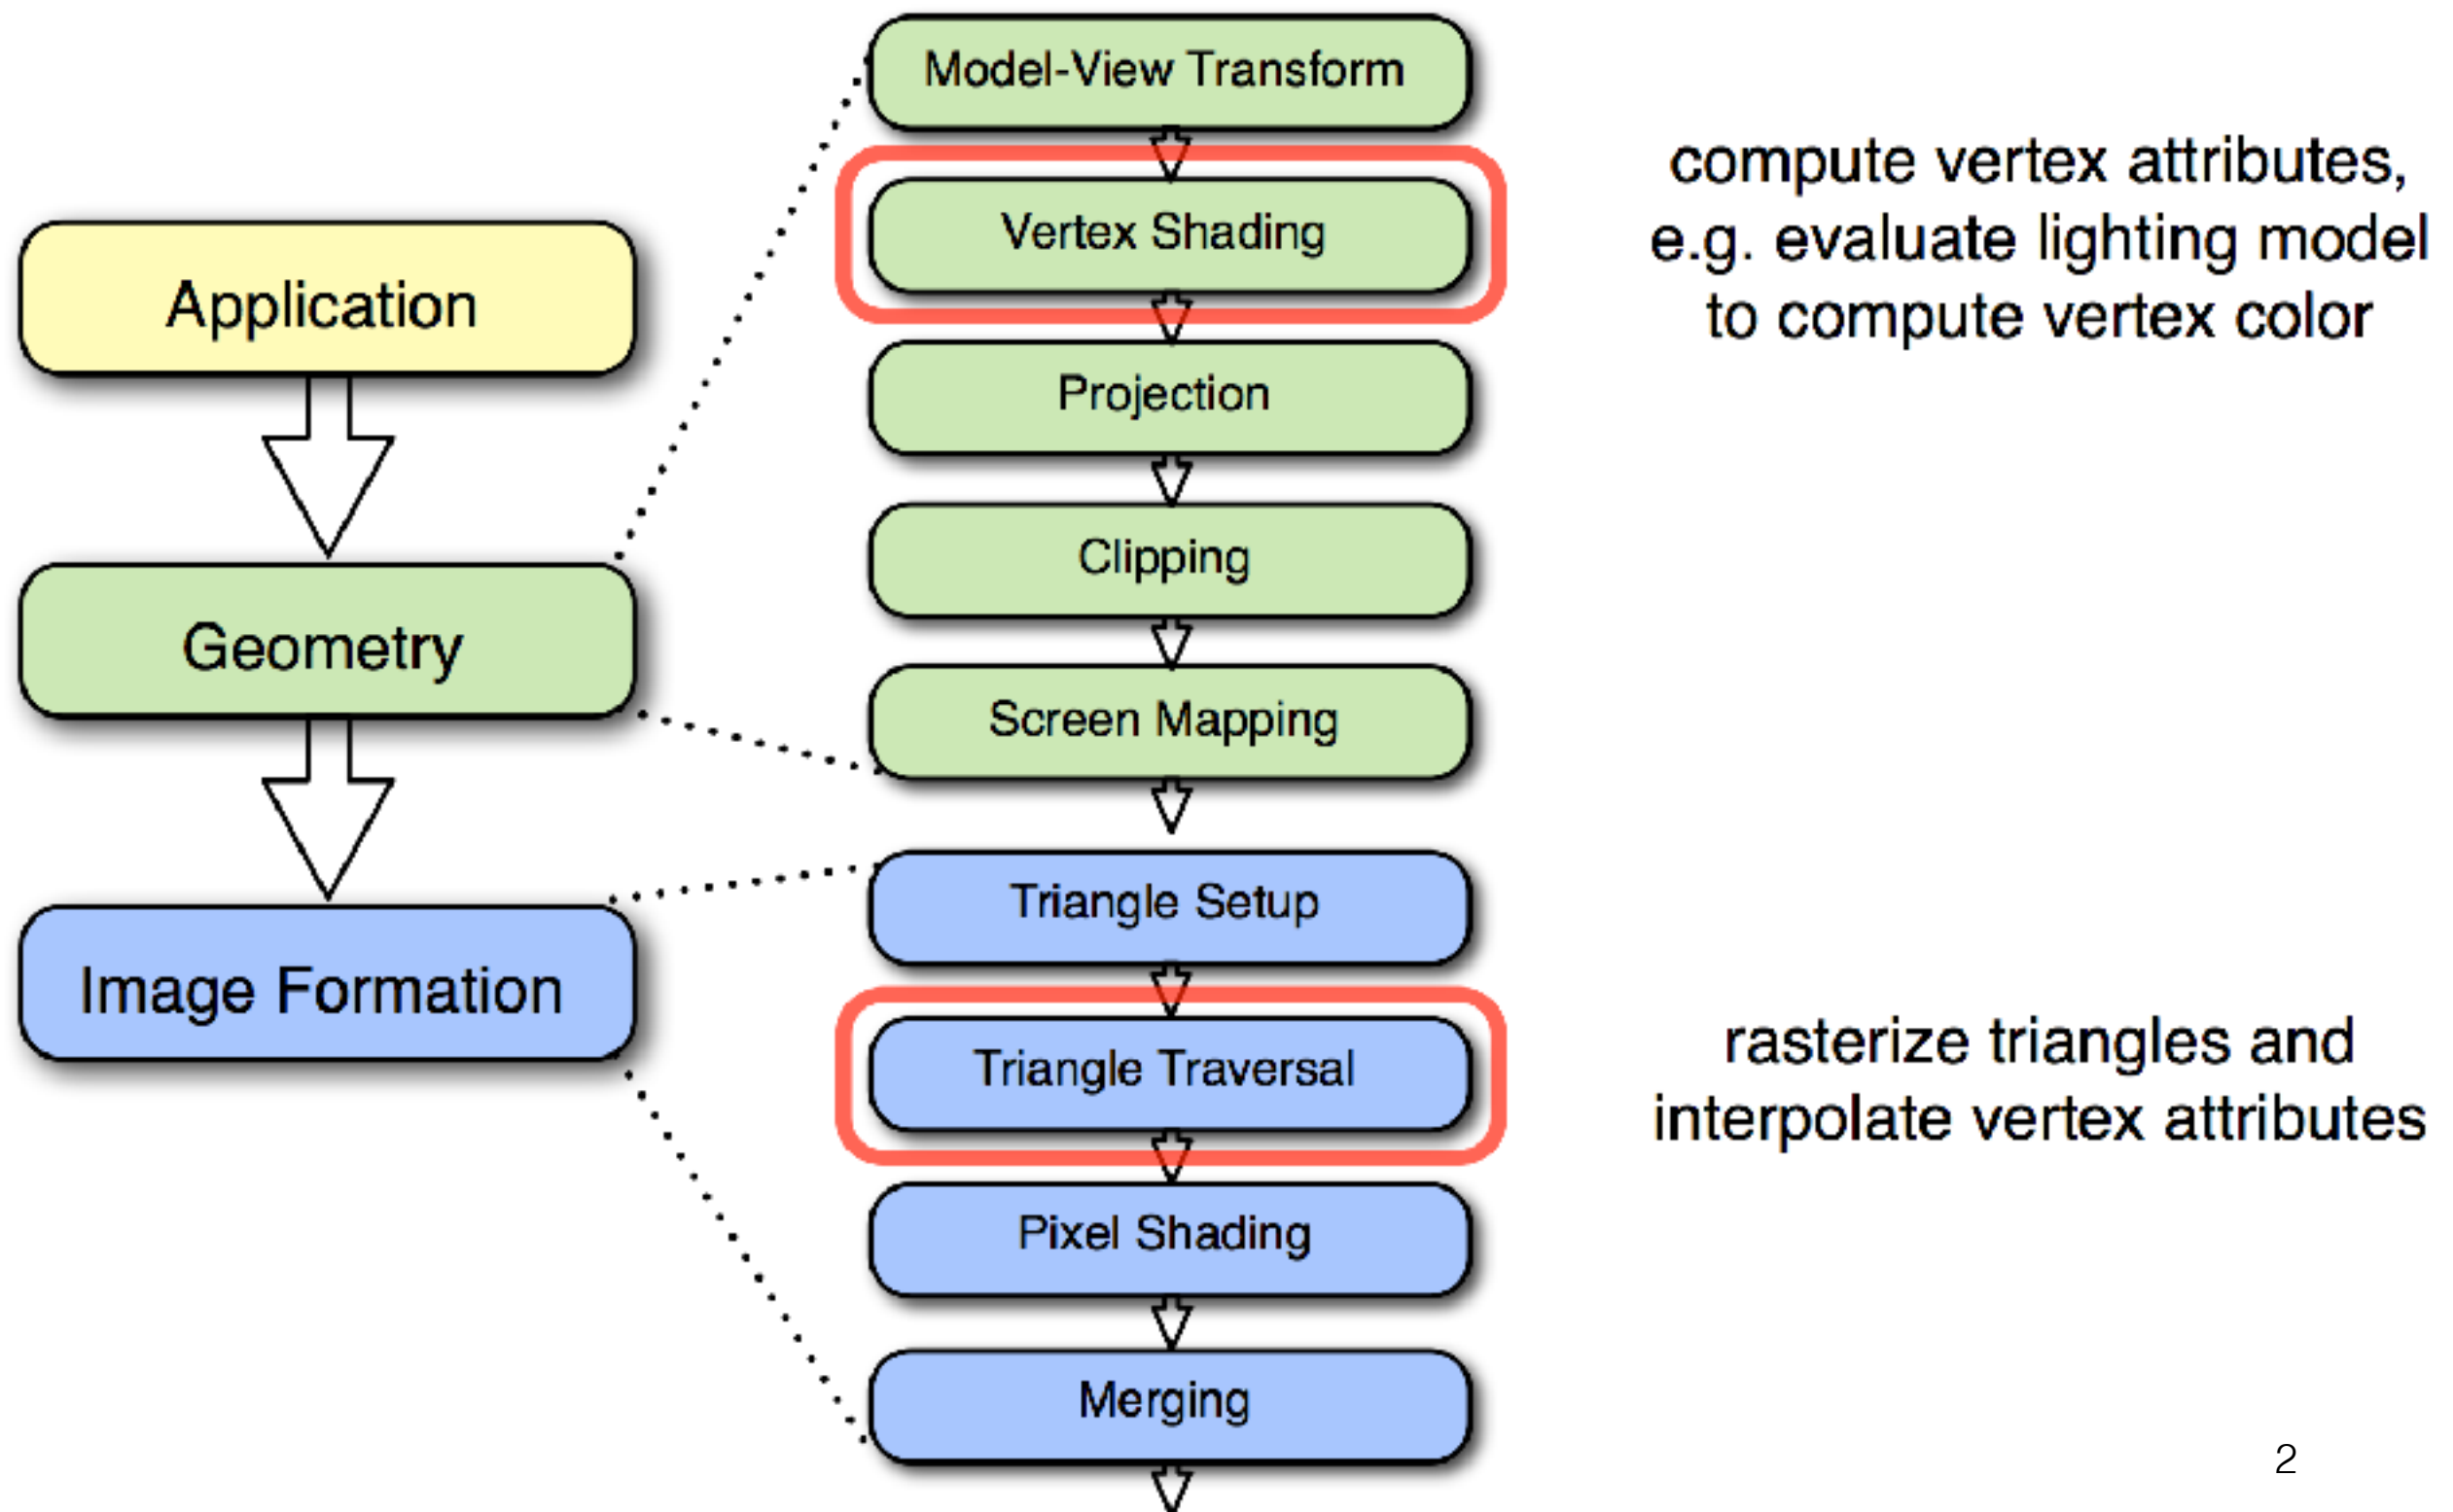 Application
Geometry
Image Formation
Model-View Transform
Vertex Shading
Projection
Clipping
Screen Mapping
Triangle Setup
Triangle Traversal
Pixel Shading
Merging
compute vertex attributes,
e.g. evaluate lighting model
to compute vertex color
rasterize triangles and
interpolate vertex attributes
2